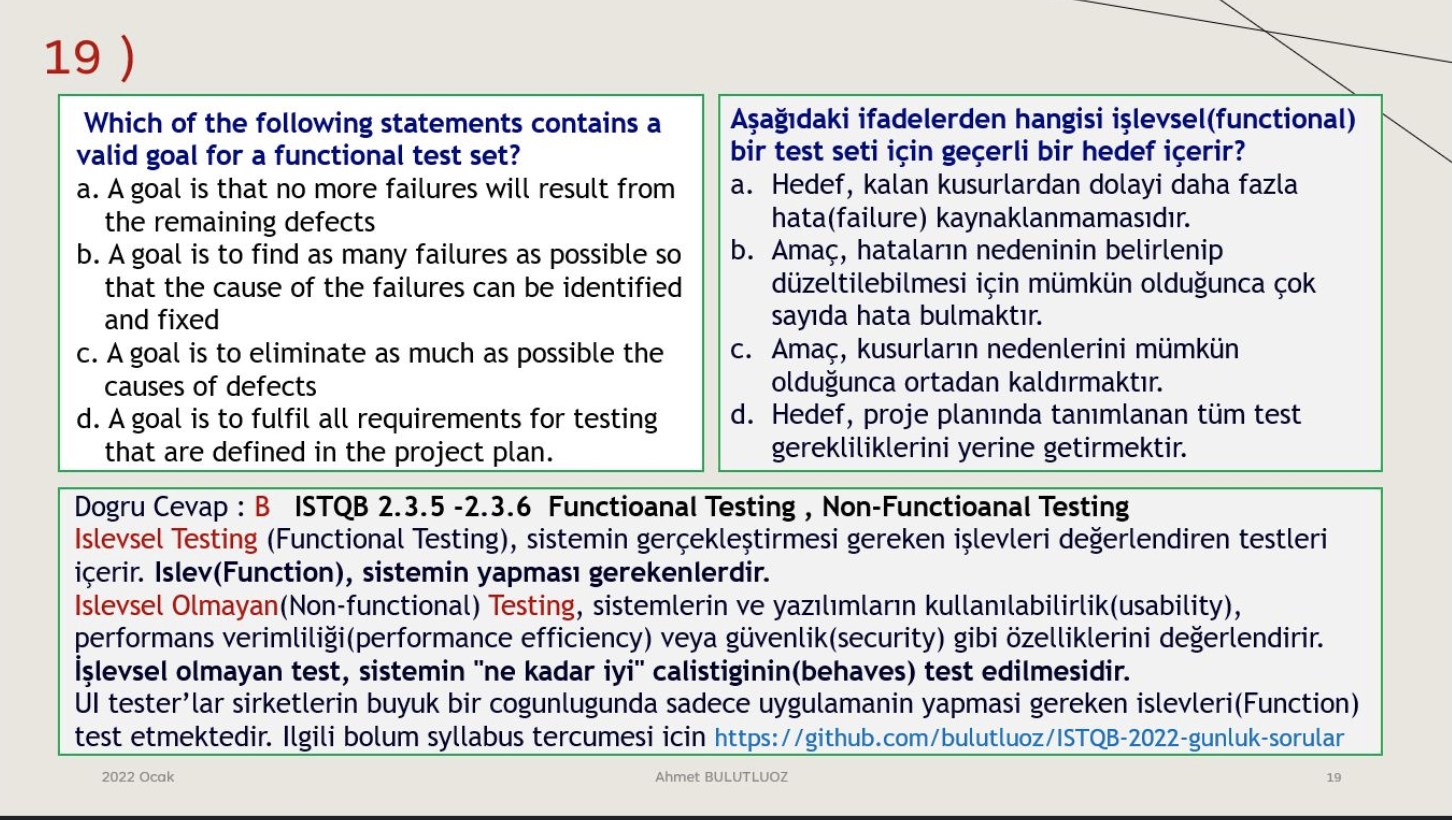 19 )
Which of the following statements contains a
valid goal for a functional test set?
a. A goal is that no more failures will result from
the remaining defects
b. A goal is to find as many failures as possible so
that the cause of the failures can be identified
and fixed
c. A goal is to eliminate as much as possible the
causes of defects
d. A goal is to fulfil all requirements for testing
that are defined in the project plan.
Aşağıdaki ifadelerden hangisi işlevsel(functional)
bir test seti için geçerli bir hedef içerir?
a. Hedef, kalan kusurlardan dolayi daha fazla
hata(failure) kaynaklanmamasıdır.
b. Amaç, hataların nedeninin belirlenip
düzeltilebilmesi için mümkün olduğunca çok
sayıda hata bulmaktır.
c. Amaç, kusurların nedenlerini mümkün
olduğunca ortadan kaldırmaktır.
d. Hedef, proje planında tanımlanan tüm test
gerekliliklerini yerine getirmektir.
Dogru Cevap : B ISTQB 2.3.5 -2.3.6 Functioanal Testing , Non-Functioanal Testing
Islevsel Testing (Functional Testing), sistemin gerçekleştirmesi gereken işlevleri değerlendiren testleri
içerir. Islev(Function), sistemin yapması gerekenlerdir.
Islevsel Olmayan(Non-functional) Testing, sistemlerin ve yazılımların kullanılabilirlik(usability),
performans verimliliği(performance efficiency) veya güvenlik(security) gibi özelliklerini değerlendirir.
İşlevsel olmayan test, sistemin "ne kadar iyi" calistiginin(behaves) test edilmesidir.
UI tester’lar sirketlerin buyuk bir cogunlugunda sadece uygulamanin yapmasi gereken islevleri(Function)
test etmektedir. Ilgili bolum syllabus tercumesi icin https://github.com/bulutluoz/ISTQB-2022-gunluk-sorular
2022 Ocak
Ahmet BULUTLUOZ
19